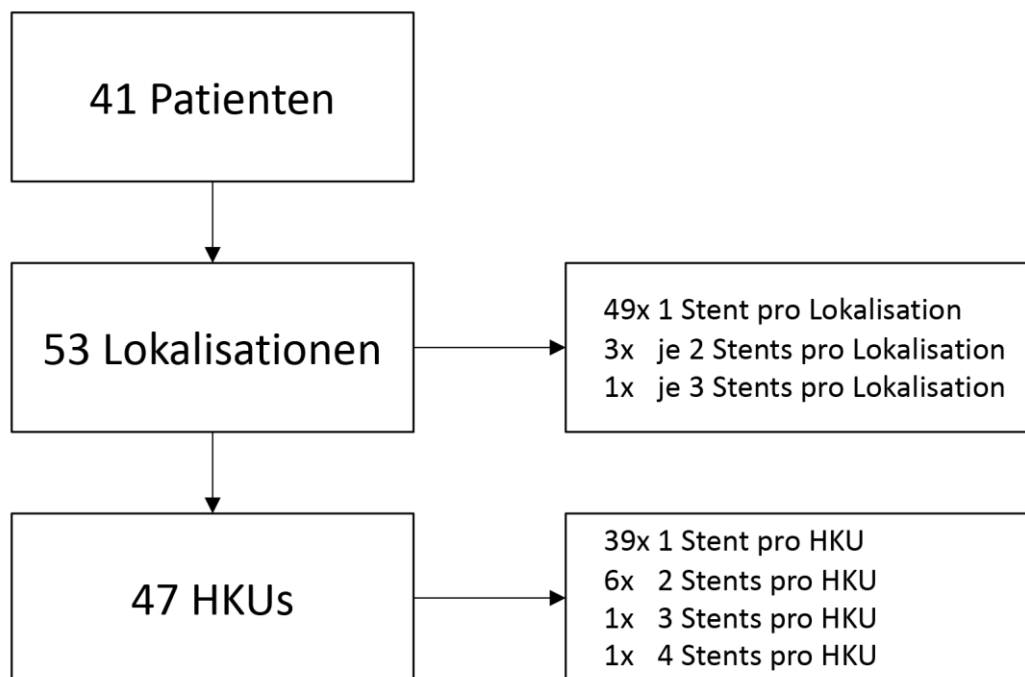 41 Patienten
53 Lokalisationen
49x 1 Stent pro Lokalisation
3x je 2 Stents pro Lokalisation
1x je 3 Stents pro Lokalisation
47 HKUs
39x 1 Stent pro HKU
6x 2 Stents pro HKU
1x 3 Stents pro HKU
1x 4 Stents pro HKU